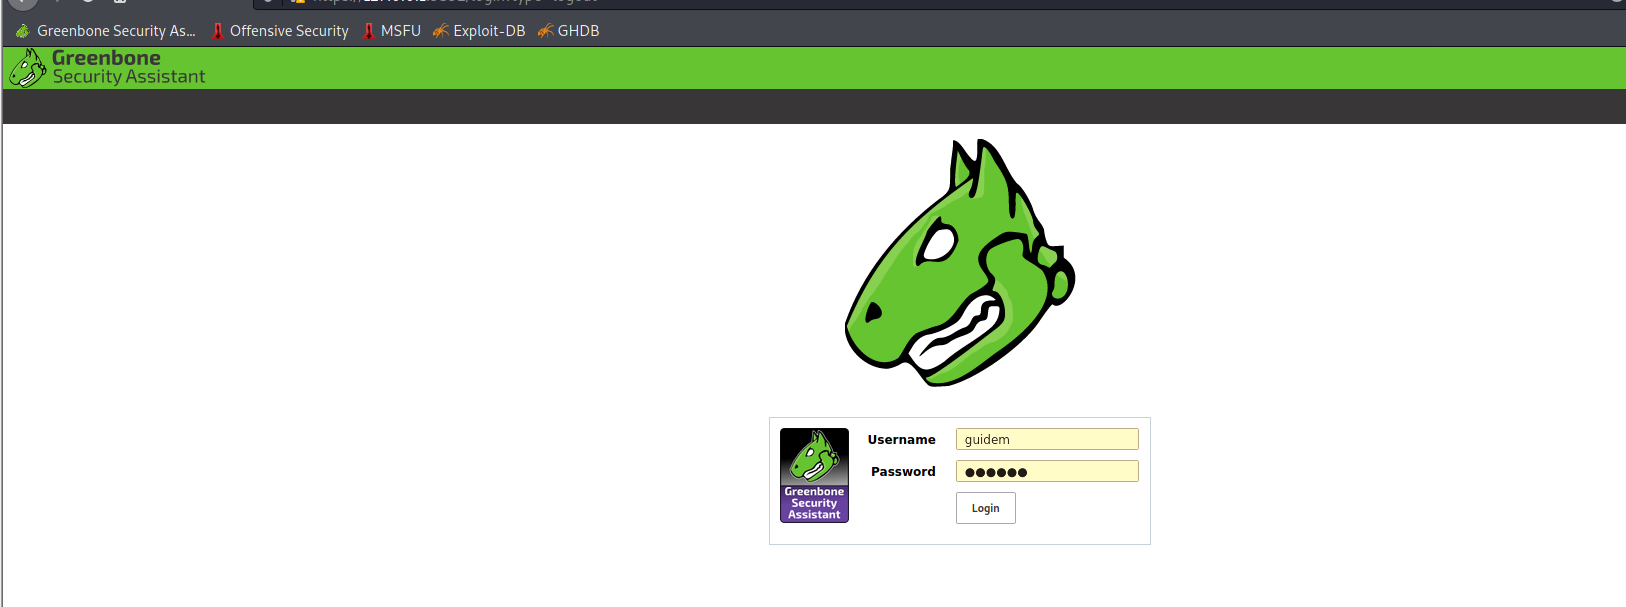 Greenbone Security As... Offensive Security MSFU Exploit-DB GHDB
Greenbone
Security Assistant
Username guidem
Password ●●●●●●
Greenbone
Security
Assistant
Login